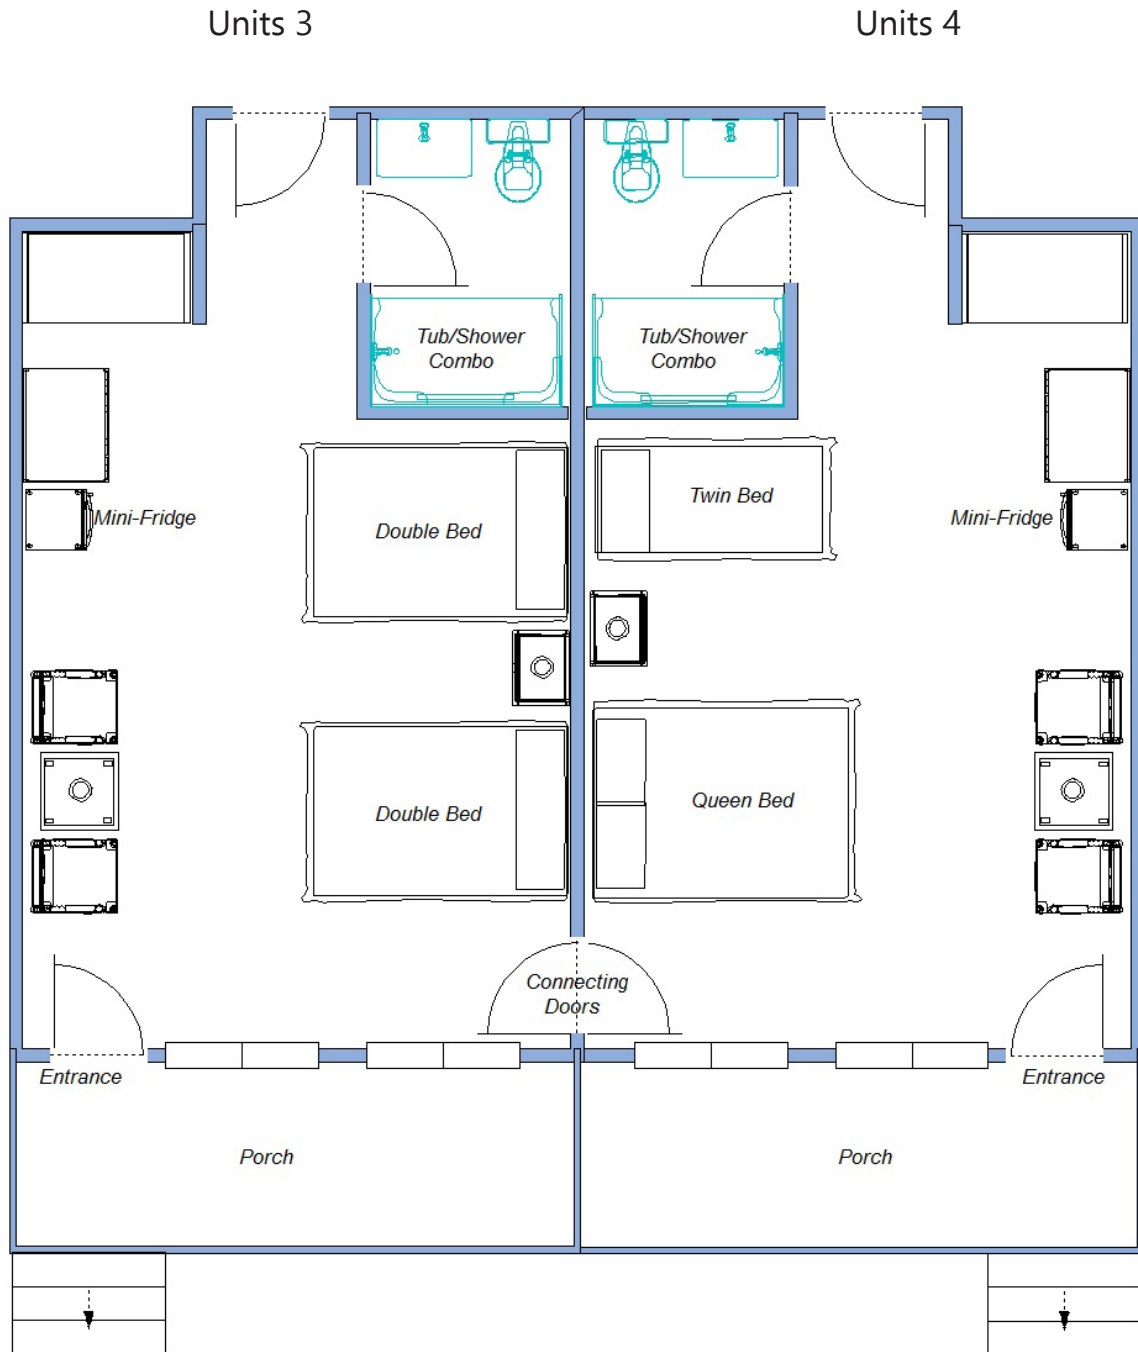 Units 3
Units 4
Tub/Shower
Combo
Tub/Shower
Combo
Twin Bed
Mini-Fridge
Double Bed
Mini-Fridge
Queen Bed
Double Bed
Connecting
Doors
Entrance
Entrance
Porch
Porch